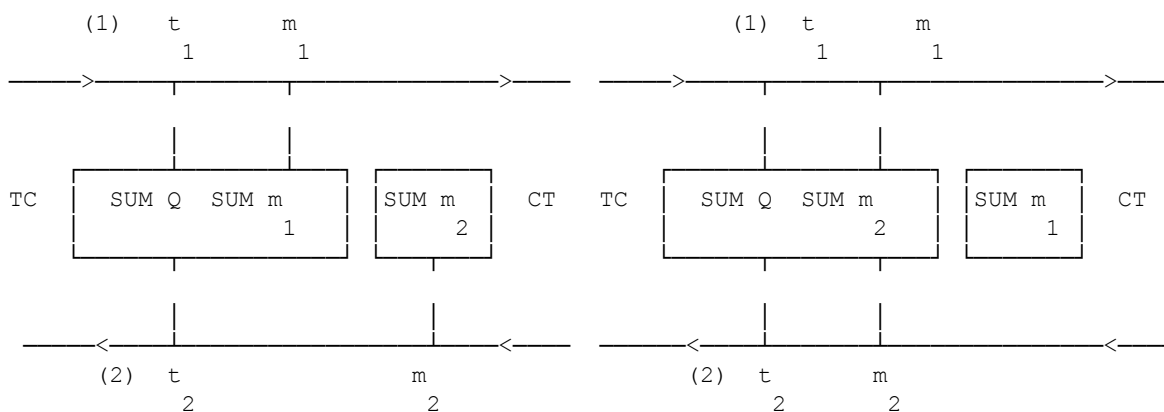 (1) t m (1) t m
1 1 1 1
TC SUM Q SUM m SUM m CT TC SUM Q SUM m SUM m CT
1 2 2 1
(2) t m (2) t m
2 2 2 2